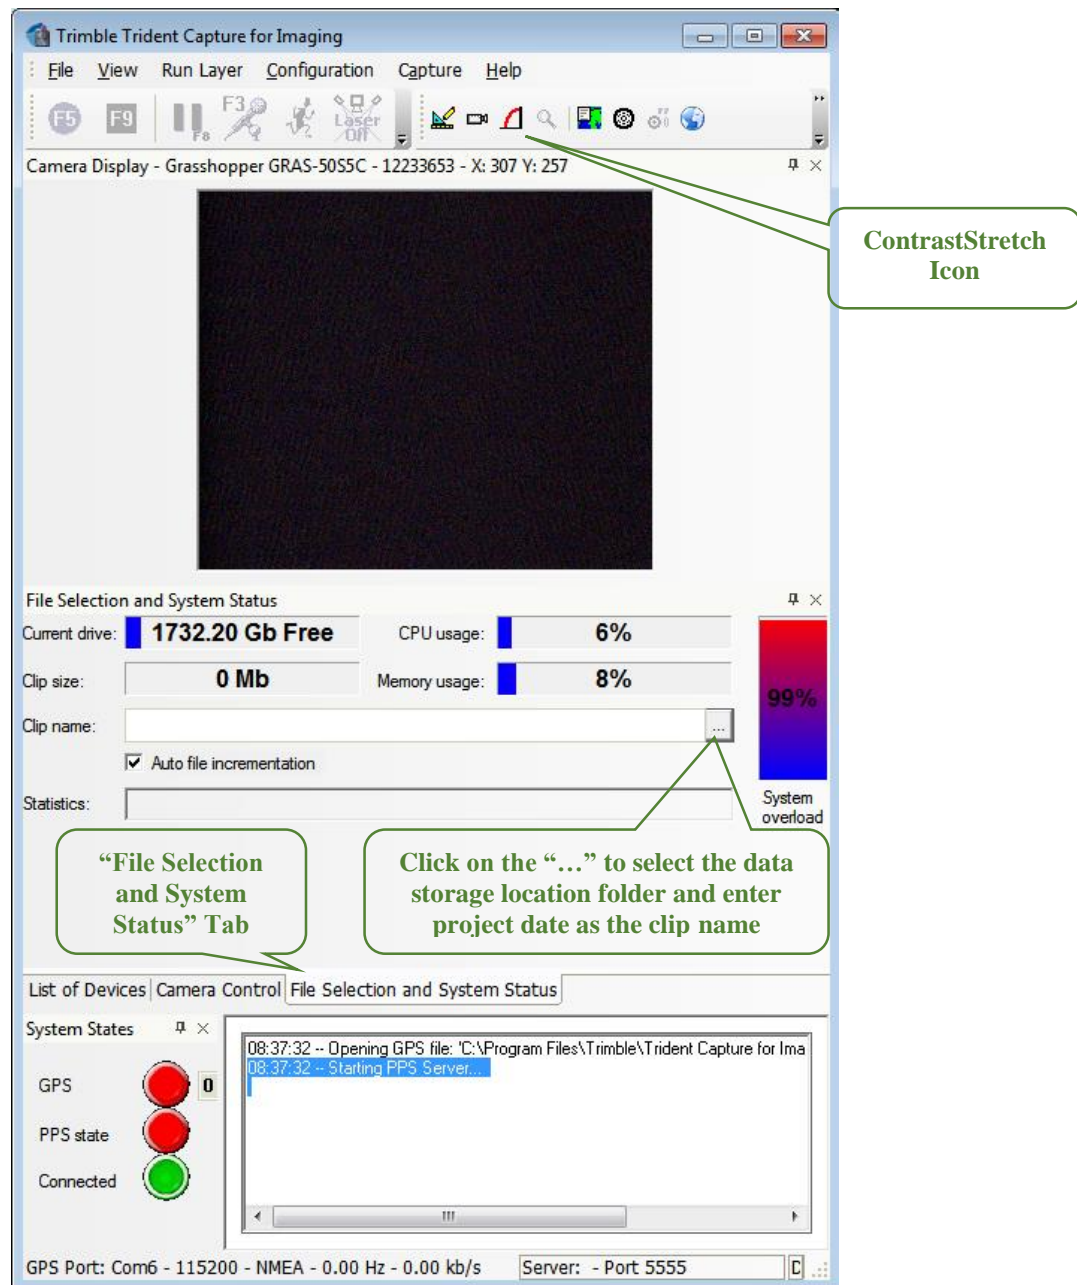 Trimble Trident Capture for Imaging
File View Run Layer Configuration Capture Help
F5 F9 F8 F3 Laser Off
Camera Display - Grasshopper GRAS-50S5C - 12233653 - X: 307 Y: 257
ContrastStretch
Icon
File Selection and System Status
Current drive: 1732.20 Gb Free CPU usage: 6%
Clip size: 0 Mb Memory usage: 8%
99%
Clip name: ...
Auto file incrementation
Statistics:
System
overload
“File Selection
and System
Status” Tab
Click on the “…” to select the data
storage location folder and enter
project date as the clip name
List of Devices Camera Control File Selection and System Status
System States
08:37:32 -- Opening GPS file: 'C:\Program Files\Trimble\Trident Capture for Ima
08:37:32 -- Starting PPS Server...
GPS 0
PPS state
Connected
GPS Port: Com6 - 115200 - NMEA - 0.00 Hz - 0.00 kb/s Server: - Port 5555 D